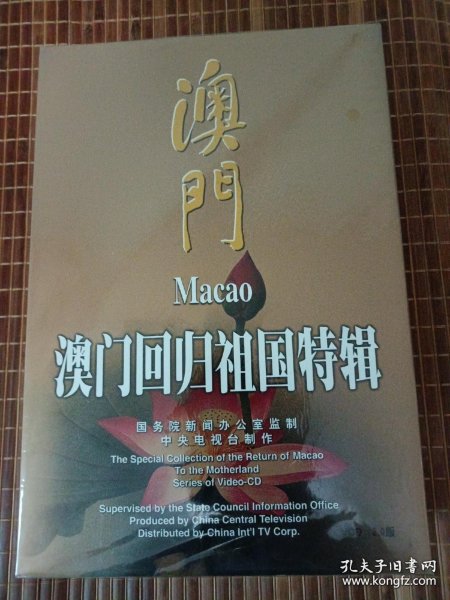 澳
門
Macao
澳门回归祖国特辑
国务院新闻办公室监制
中央电视台制作
The Special Collection of the Return of Macao
To the Motherland
Series of Video-CD
Supervised by the State Council Information Office
Produced by China Central Television
Distributed by China Int'l TV Corp.
孔夫子旧书网
www.kongfz.com